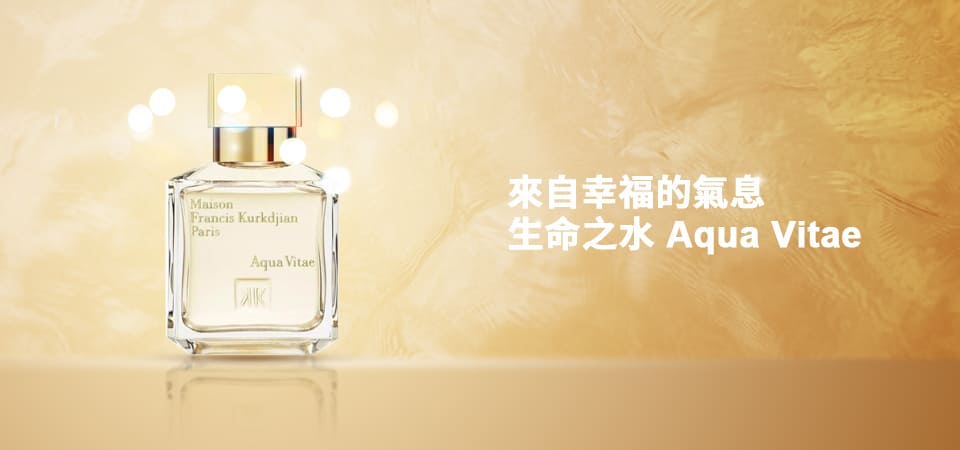 Maison
Francis Kurkdjian
Paris
Aqua Vitae
來自幸福的氣息
生命之水 Aqua Vitae